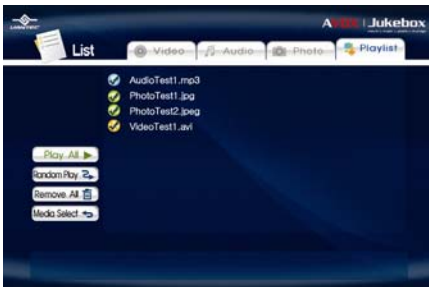 AVOX Jukebox
List
Video
Audio
Photo
Playlist
AudioTest1.mp3
PhotoTest1.jpg
PhotoTest2.jpeg
VideoTest1.avi
Play All
Random Play
Remove All
Media Select